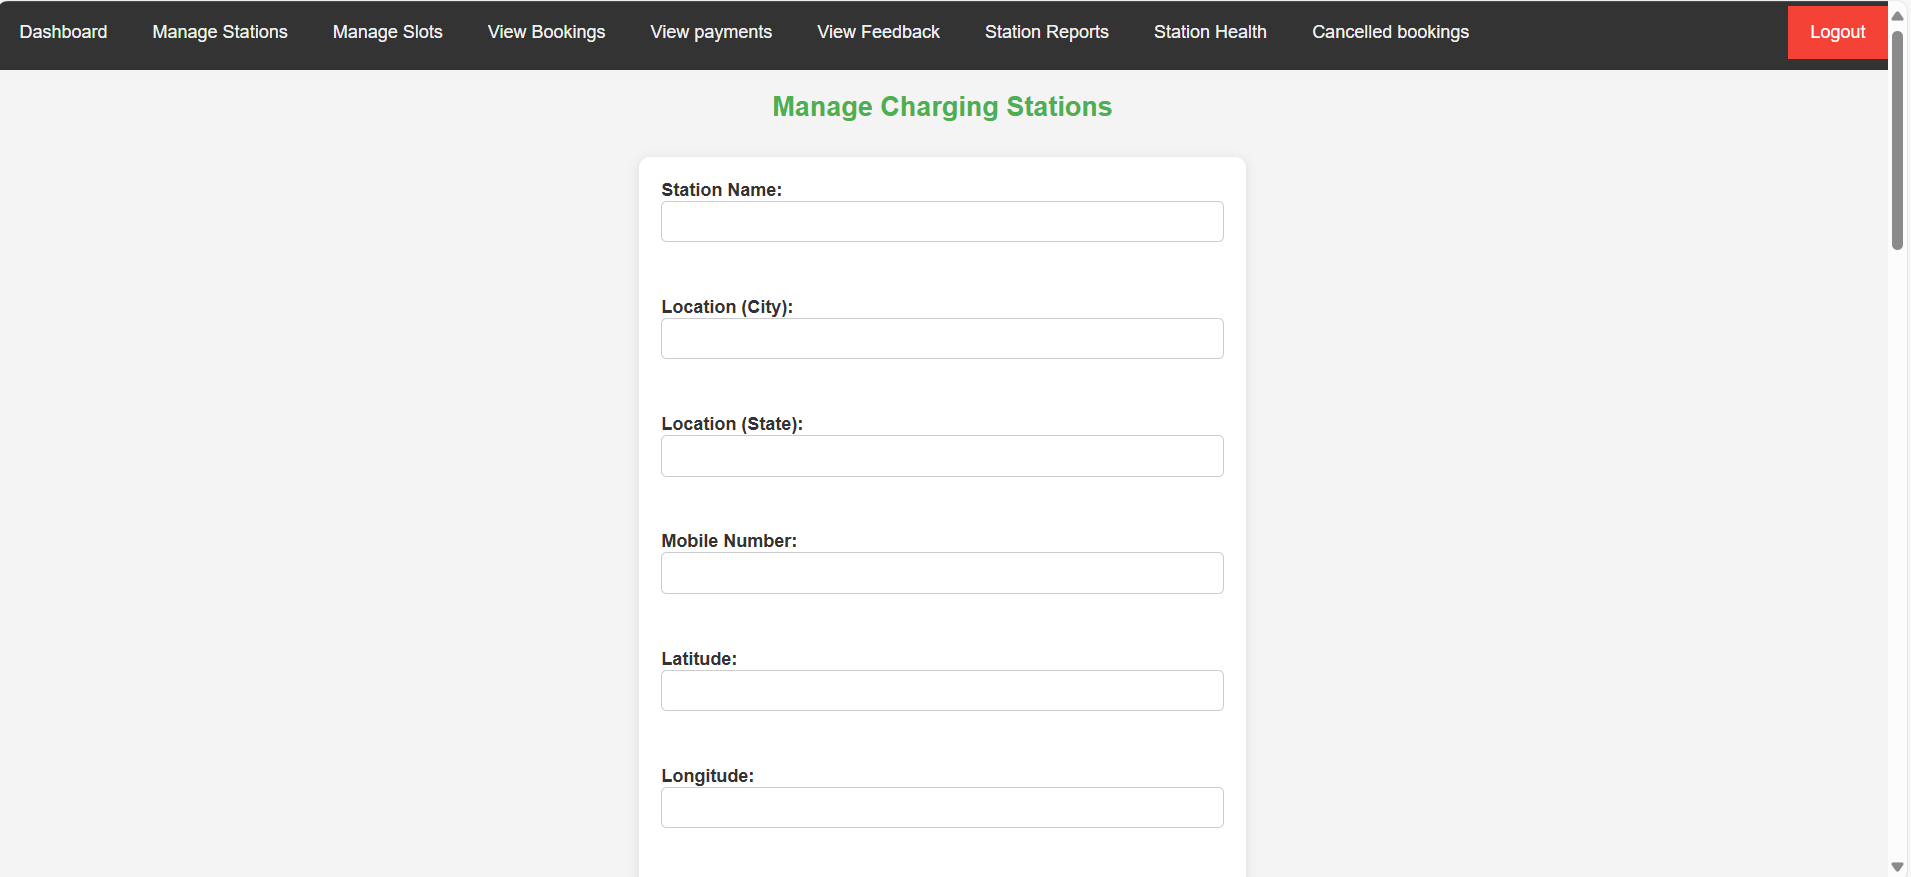 Dashboard Manage Stations Manage Slots View Bookings View payments View Feedback Station Reports Station Health Cancelled bookings Logout
Manage Charging Stations
Station Name:
Location (City):
Location (State):
Mobile Number:
Latitude:
Longitude: